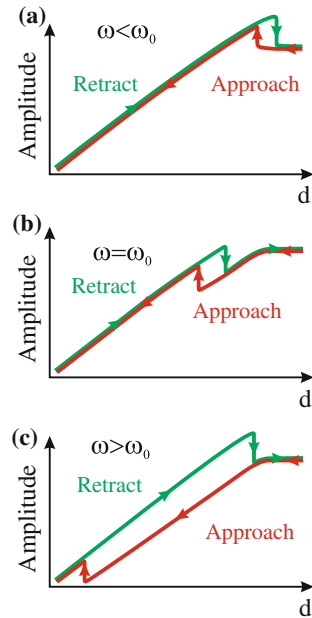 (a)
ω<ω₀
Retract
Approach
Amplitude
d
(b)
ω=ω₀
Retract
Approach
Amplitude
d
(c)
ω>ω₀
Retract
Approach
Amplitude
d